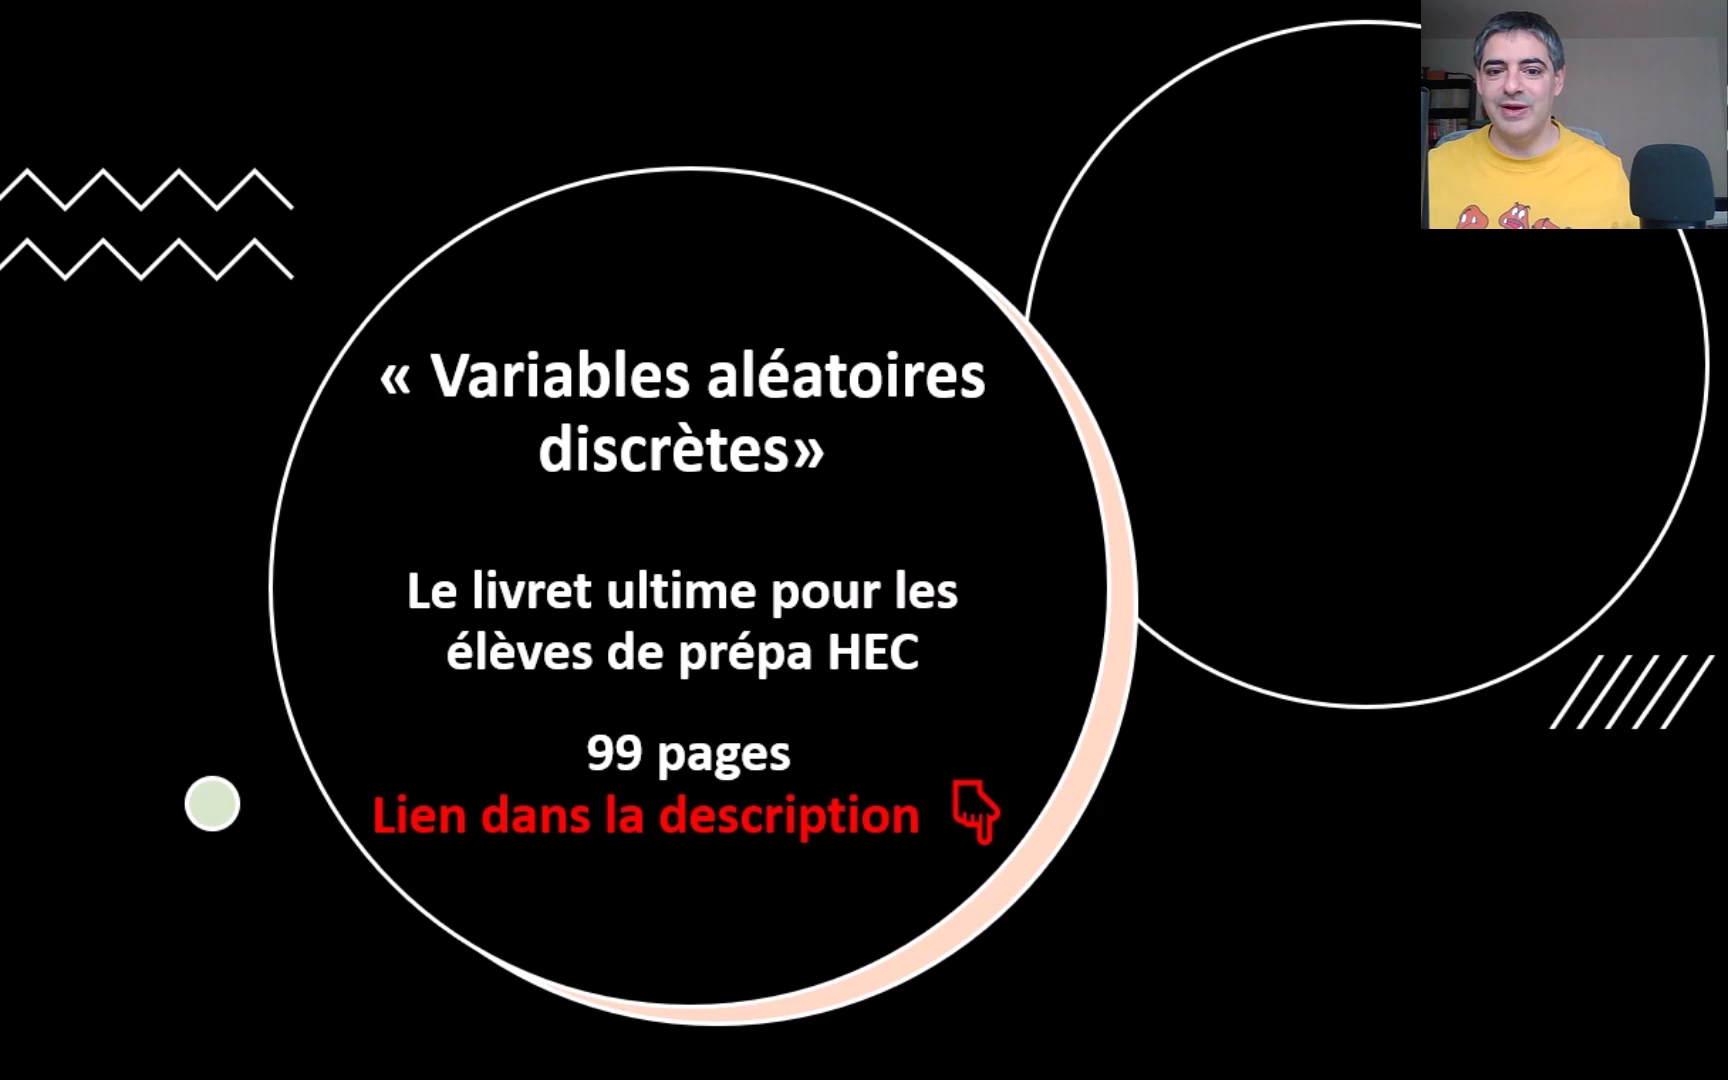 « Variables aléatoires
discrètes»
Le livret ultime pour les
élèves de prépa HEC
99 pages
Lien dans la description